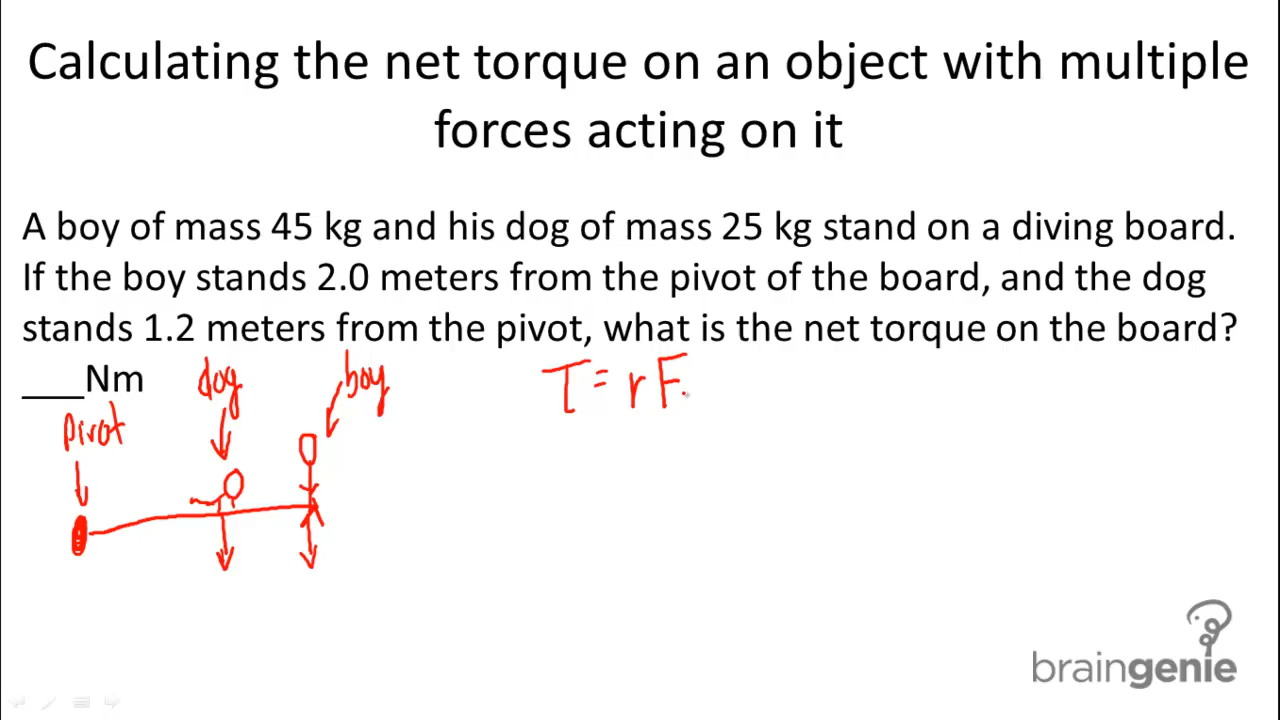 Calculating the net torque on an object with multiple
forces acting on it
A boy of mass 45 kg and his dog of mass 25 kg stand on a diving board.
If the boy stands 2.0 meters from the pivot of the board, and the dog
stands 1.2 meters from the pivot, what is the net torque on the board?
___Nm
dog
boy
τ = rF
pivot
braingenie